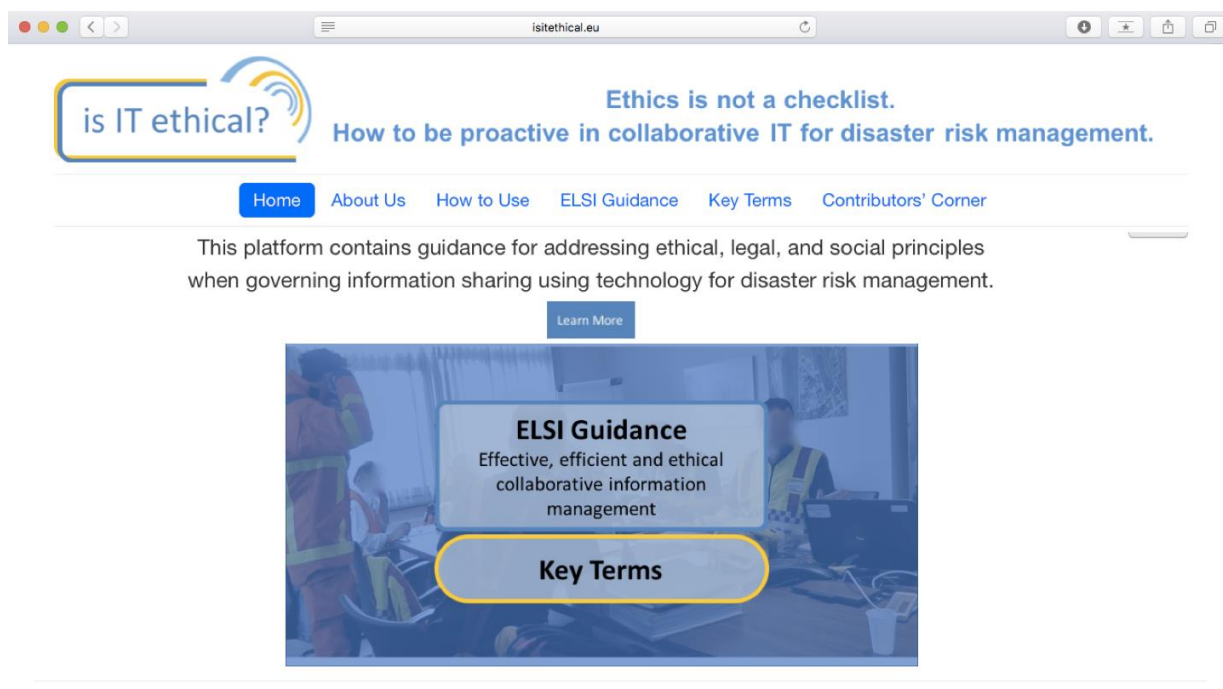 isitethical.eu
is IT ethical?
Ethics is not a checklist.
How to be proactive in collaborative IT for disaster risk management.
Home About Us How to Use ELSI Guidance Key Terms Contributors' Corner
This platform contains guidance for addressing ethical, legal, and social principles
when governing information sharing using technology for disaster risk management.
Learn More
ELSI Guidance
Effective, efficient and ethical
collaborative information
management
Key Terms